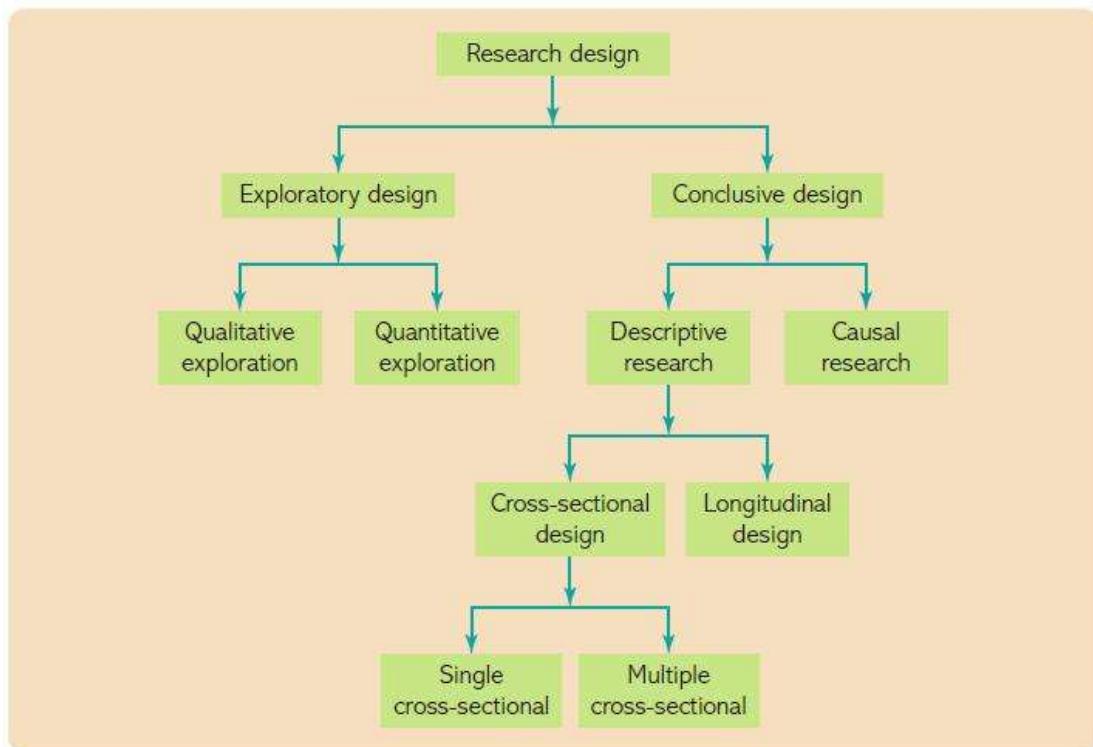 Research design
Exploratory design
Conclusive design
Qualitative
exploration
Quantitative
exploration
Descriptive
research
Causal
research
Cross-sectional
design
Longitudinal
design
Single
cross-sectional
Multiple
cross-sectional